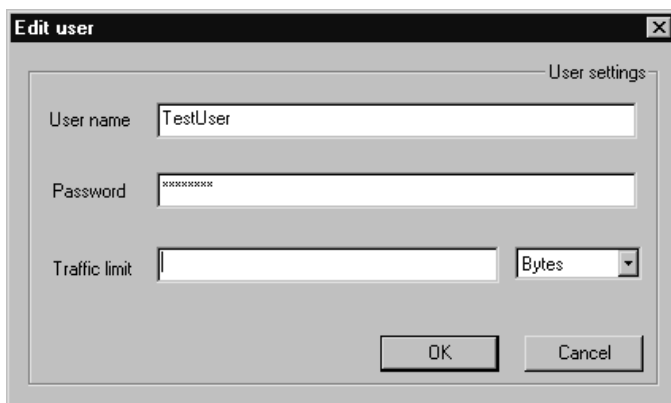 Edit user
User settings
User name TestUser
Password ********
Traffic limit Bytes
OK Cancel